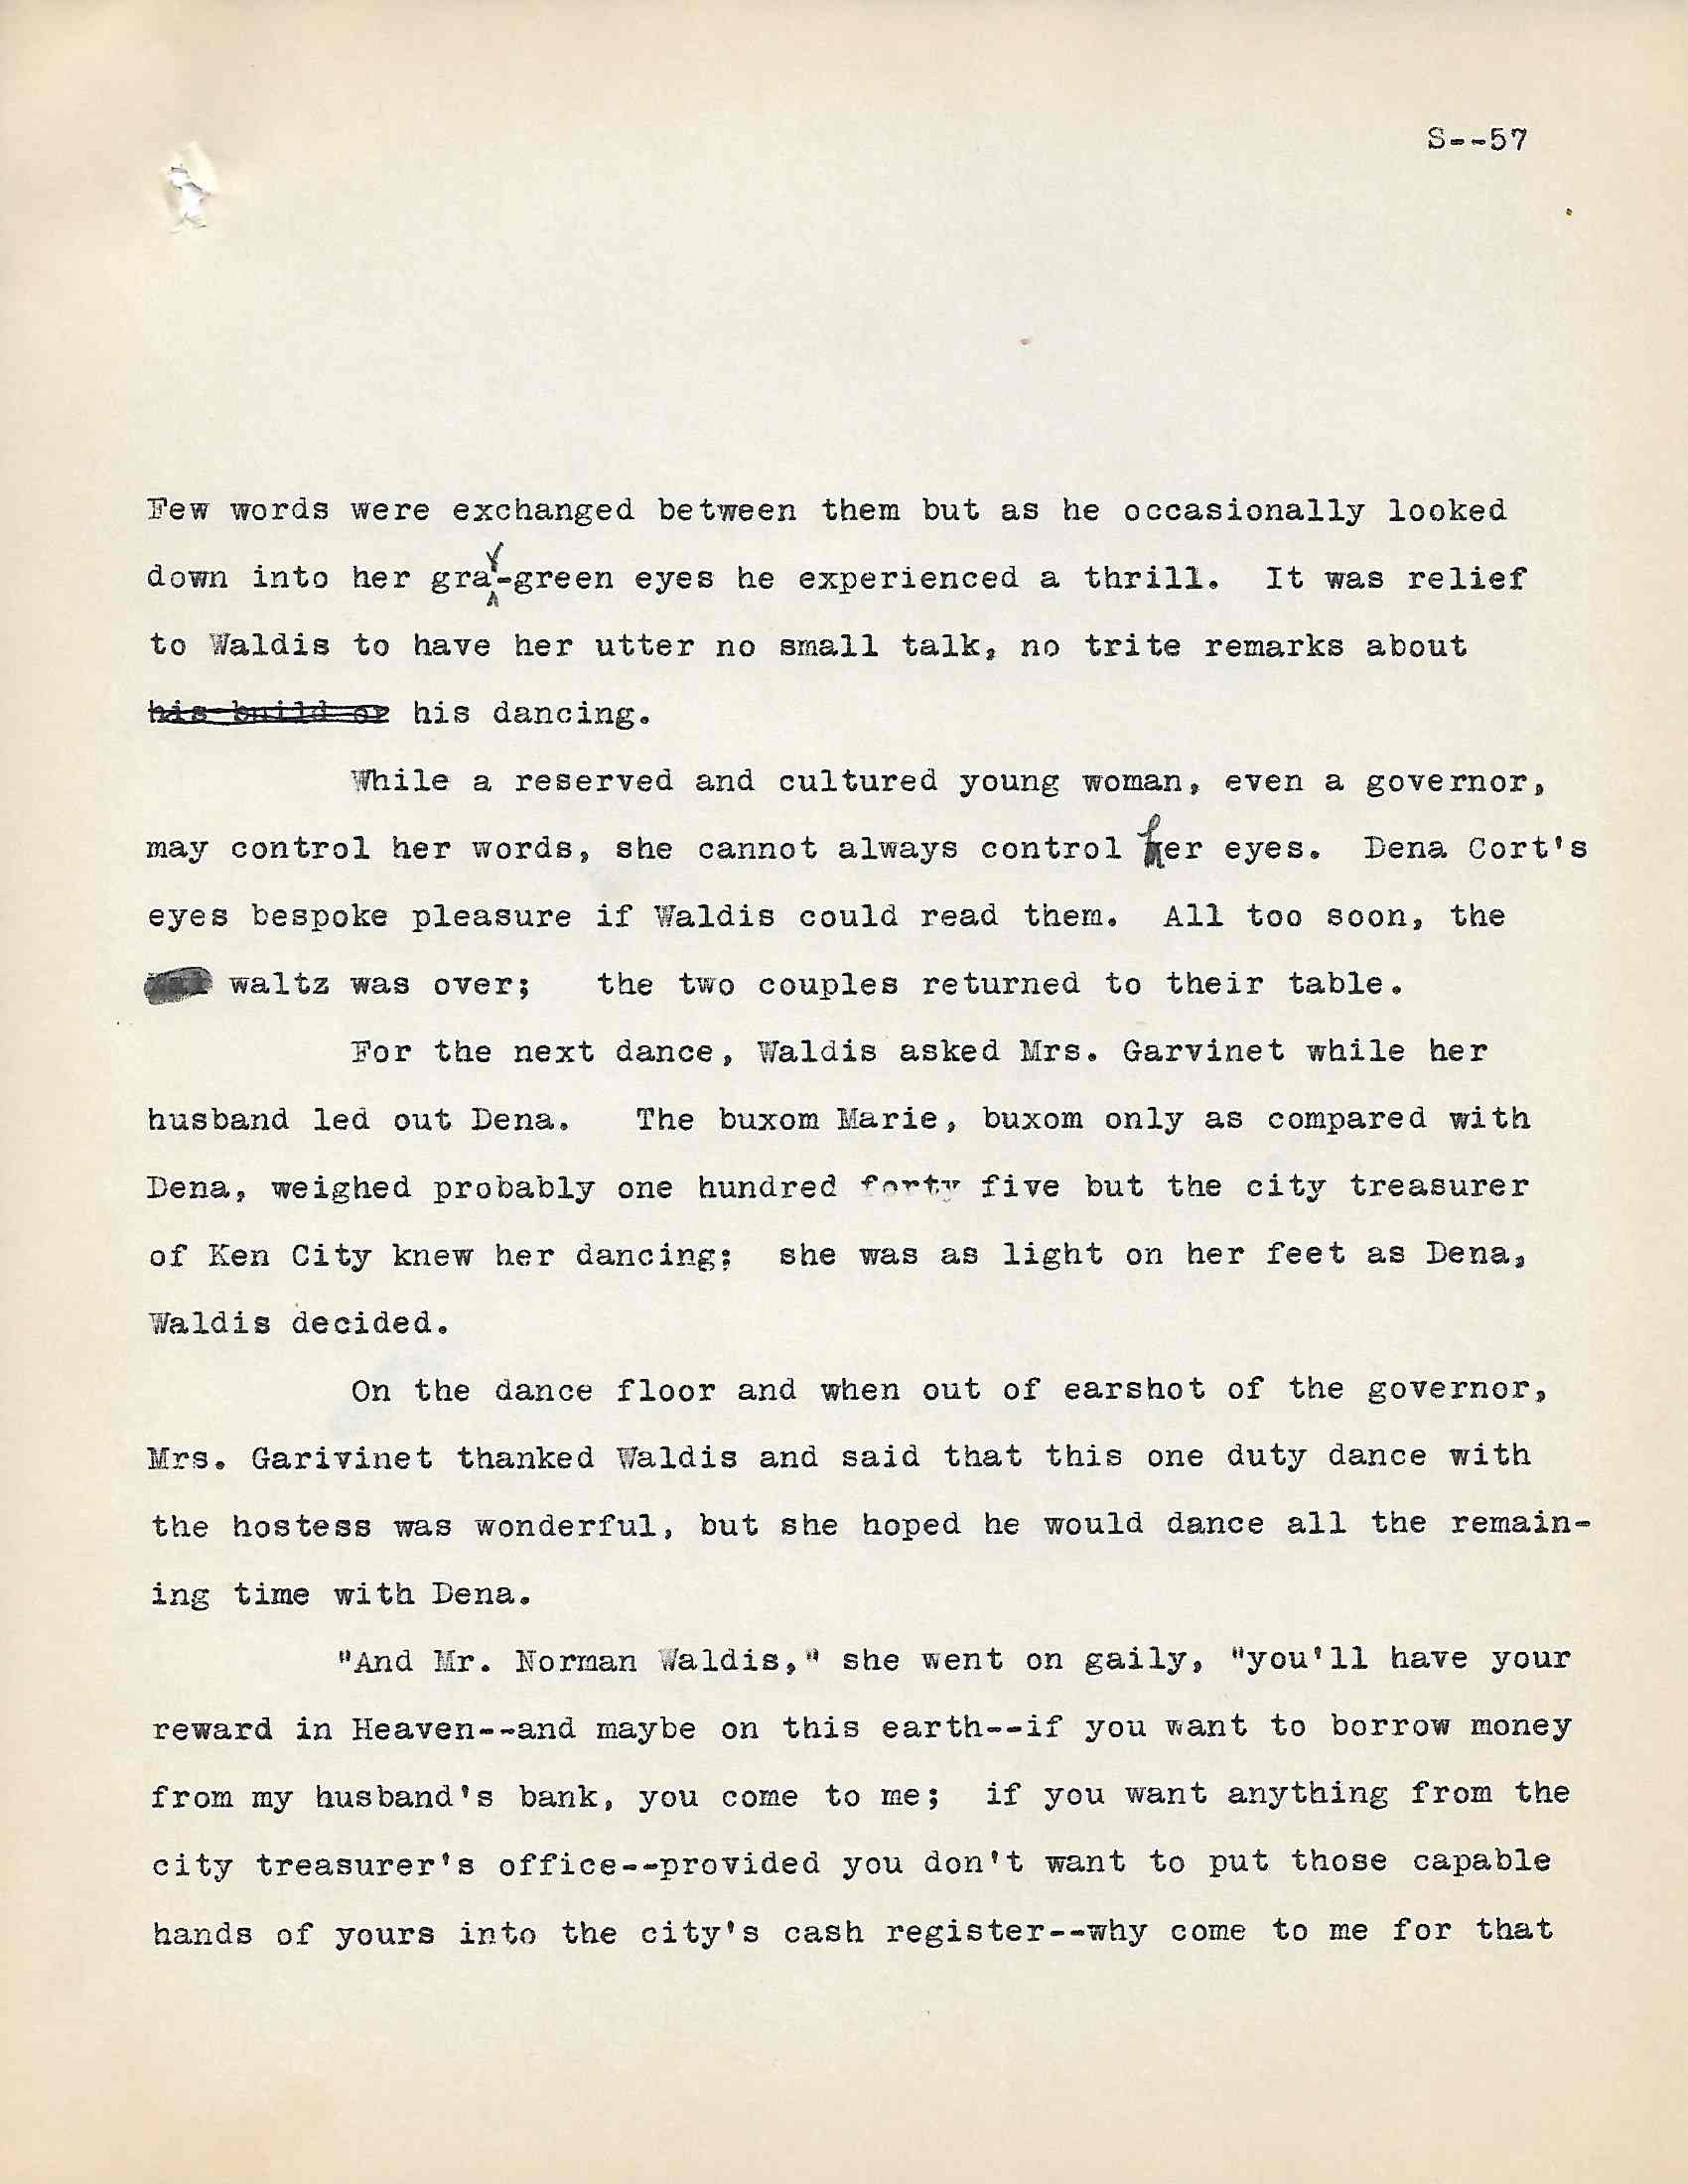 S--57
Few words were exchanged between them but as he occasionally looked
down into her gray-green eyes he experienced a thrill.  It was relief
to Waldis to have her utter no small talk, no trite remarks about
his build or his dancing.
While a reserved and cultured young woman, even a governor,
may control her words, she cannot always control her eyes.  Dena Cort's
eyes bespoke pleasure if Waldis could read them.  All too soon, the
waltz was over;   the two couples returned to their table.
For the next dance, Waldis asked Mrs. Garvinet while her
husband led out Dena.   The buxom Marie, buxom only as compared with
Dena, weighed probably one hundred forty five but the city treasurer
of Ken City knew her dancing;  she was as light on her feet as Dena,
Waldis decided.
On the dance floor and when out of earshot of the governor,
Mrs. Garivinet thanked Waldis and said that this one duty dance with
the hostess was wonderful, but she hoped he would dance all the remain-
ing time with Dena.
"And Mr. Norman Waldis," she went on gaily, "you'll have your
reward in Heaven--and maybe on this earth--if you want to borrow money
from my husband's bank, you come to me;  if you want anything from the
city treasurer's office--provided you don't want to put those capable
hands of yours into the city's cash register--why come to me for that